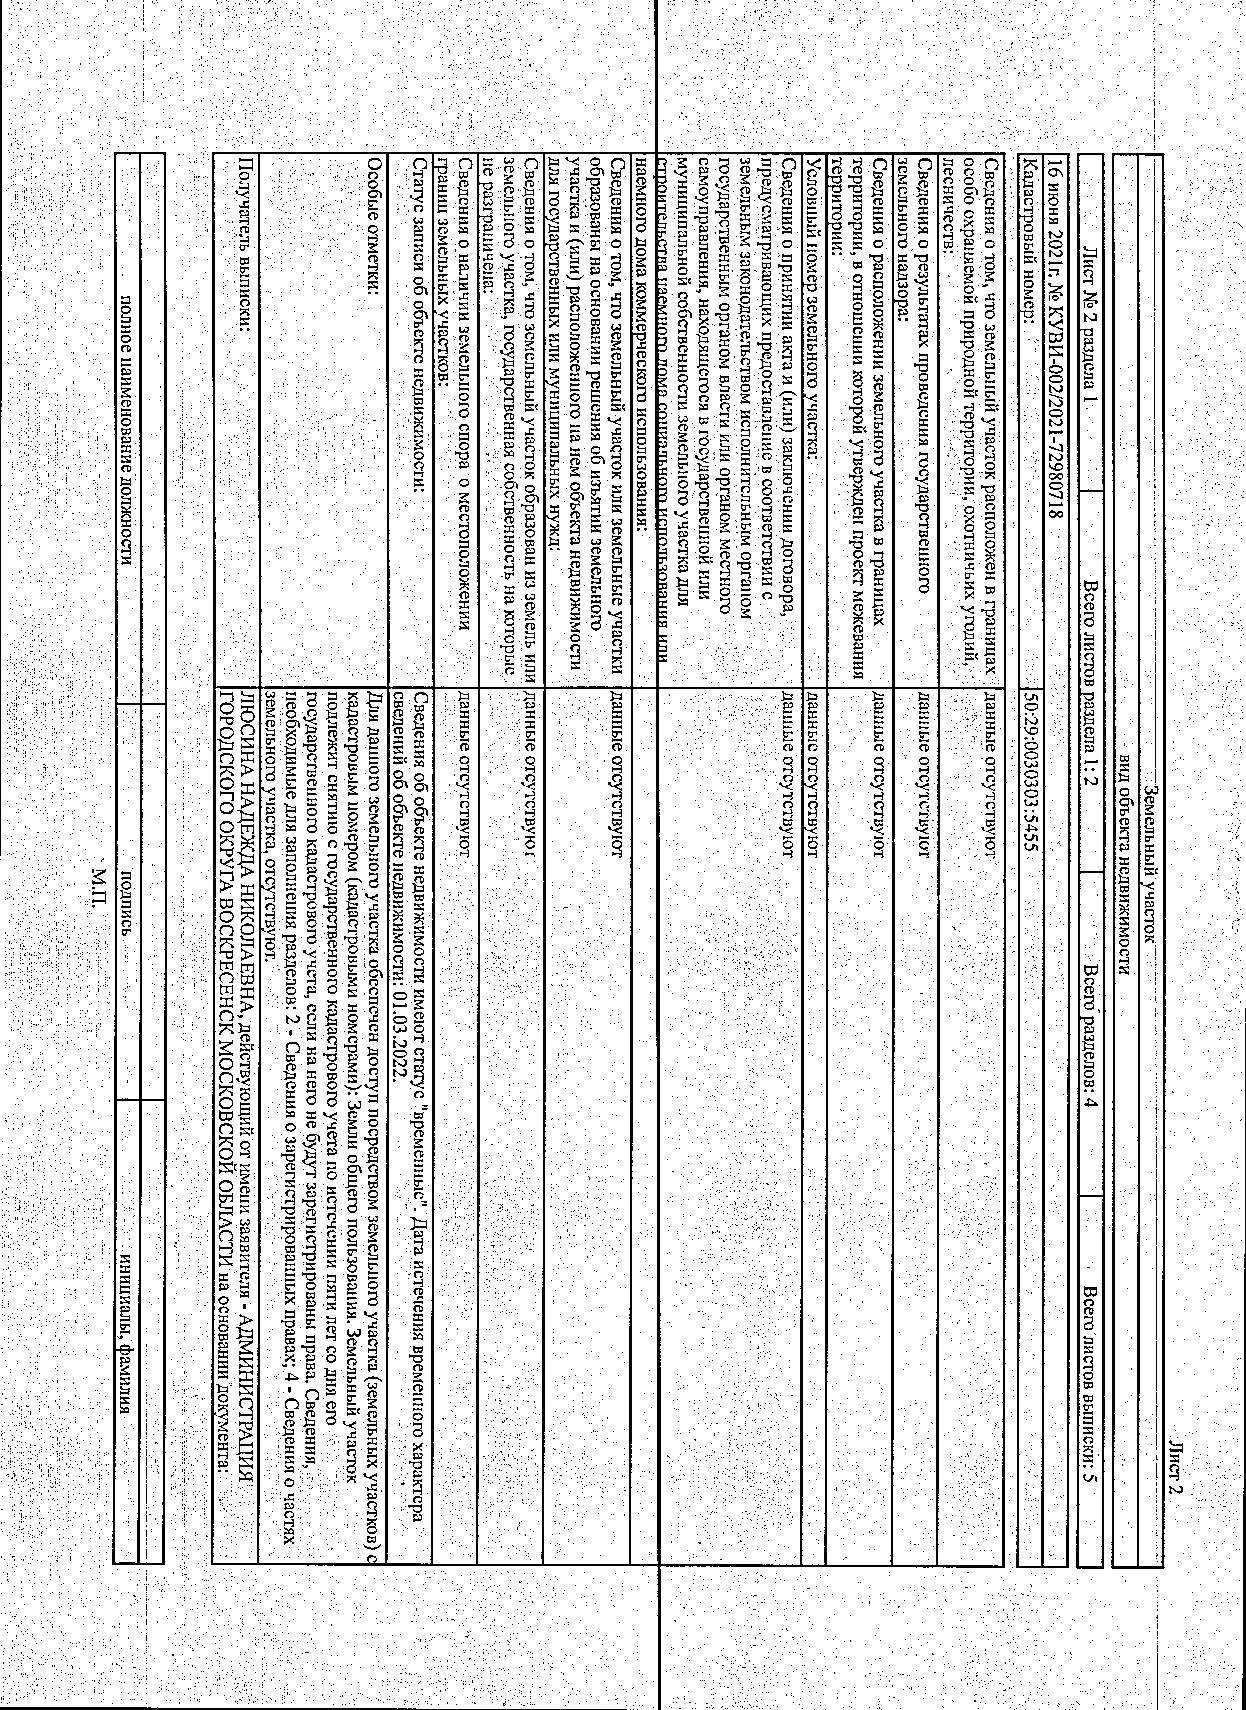 Лист 2
Земельный участок
вид объекта недвижимости
Лист № 2 раздела 1 Всего листов раздела 1: 2 Всего разделов: 4 Всего листов выписки: 5
16 июня 2021г. № КУВИ-002/2021-72980718
Кадастровый номер: 50:29:0030303:5455
Сведения о том, что земельный участок расположен в границах данные отсутствуют
особо охраняемой природной территории, охотничьих угодий,
лесничеств:
Сведения о результатах проведения государственного данные отсутствуют
земельного надзора:
Сведения о расположении земельного участка в границах данные отсутствуют
территории, в отношении которой утвержден проект межевания
территории:
Условный номер земельного участка: данные отсутствуют
Сведения о принятии акта и (или) заключении договора, данные отсутствуют
предусматривающих предоставление в соответствии с
земельным законодательством исполнительным органом
государственным органом власти или органом местного
самоуправления, находящегося в государственной или
муниципальной собственности земельного участка для
строительства наемного дома социального использования или
наемного дома коммерческого использования:
Сведения о том, что земельный участок или земельные участки данные отсутствуют
образованы на основании решения об изъятии земельного
участка и (или) расположенного на нем объекта недвижимости
для государственных или муниципальных нужд:
Сведения о том, что земельный участок образован из земель или данные отсутствуют
земельного участка, государственная собственность на которые
не разграничена:
Сведения о наличии земельного спора о местоположении данные отсутствуют
границ земельных участков:
Статус записи об объекте недвижимости: Сведения об объекте недвижимости имеют статус "временные". Дата истечения временного характера
сведений об объекте недвижимости: 01.03.2022.
Особые отметки: Для данного земельного участка обеспечен доступ посредством земельного участка (земельных участков) с
кадастровым номером (кадастровыми номерами): Земли общего пользования. Земельный участок
подлежит снятию с государственного кадастрового учета по истечении пяти лет со дня его
государственного кадастрового учета, если на него не будут зарегистрированы права. Сведения,
необходимые для заполнения разделов: 2 - Сведения о зарегистрированных правах; 4 - Сведения о частях
земельного участка, отсутствуют.
Получатель выписки: ЛЮСИНА НАДЕЖДА НИКОЛАЕВНА, действующий от имени заявителя - АДМИНИСТРАЦИЯ
ГОРОДСКОГО ОКРУГА ВОСКРЕСЕНСК МОСКОВСКОЙ ОБЛАСТИ на основании документа:
полное наименование должности подпись инициалы, фамилия
М.П.